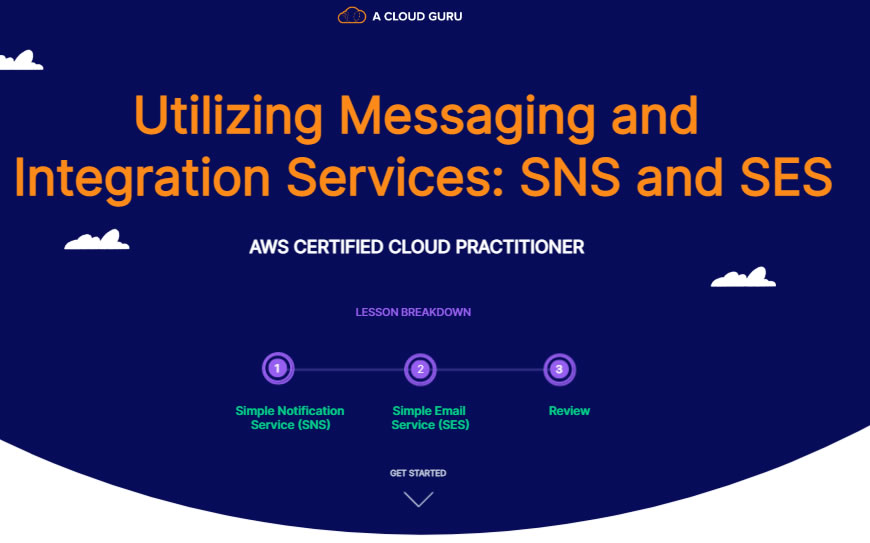 A CLOUD GURU
Utilizing Messaging and
Integration Services: SNS and SES
AWS CERTIFIED CLOUD PRACTITIONER
LESSON BREAKDOWN
1
2
3
Simple Notification
Service (SNS)
Simple Email
Service (SES)
Review
GET STARTED